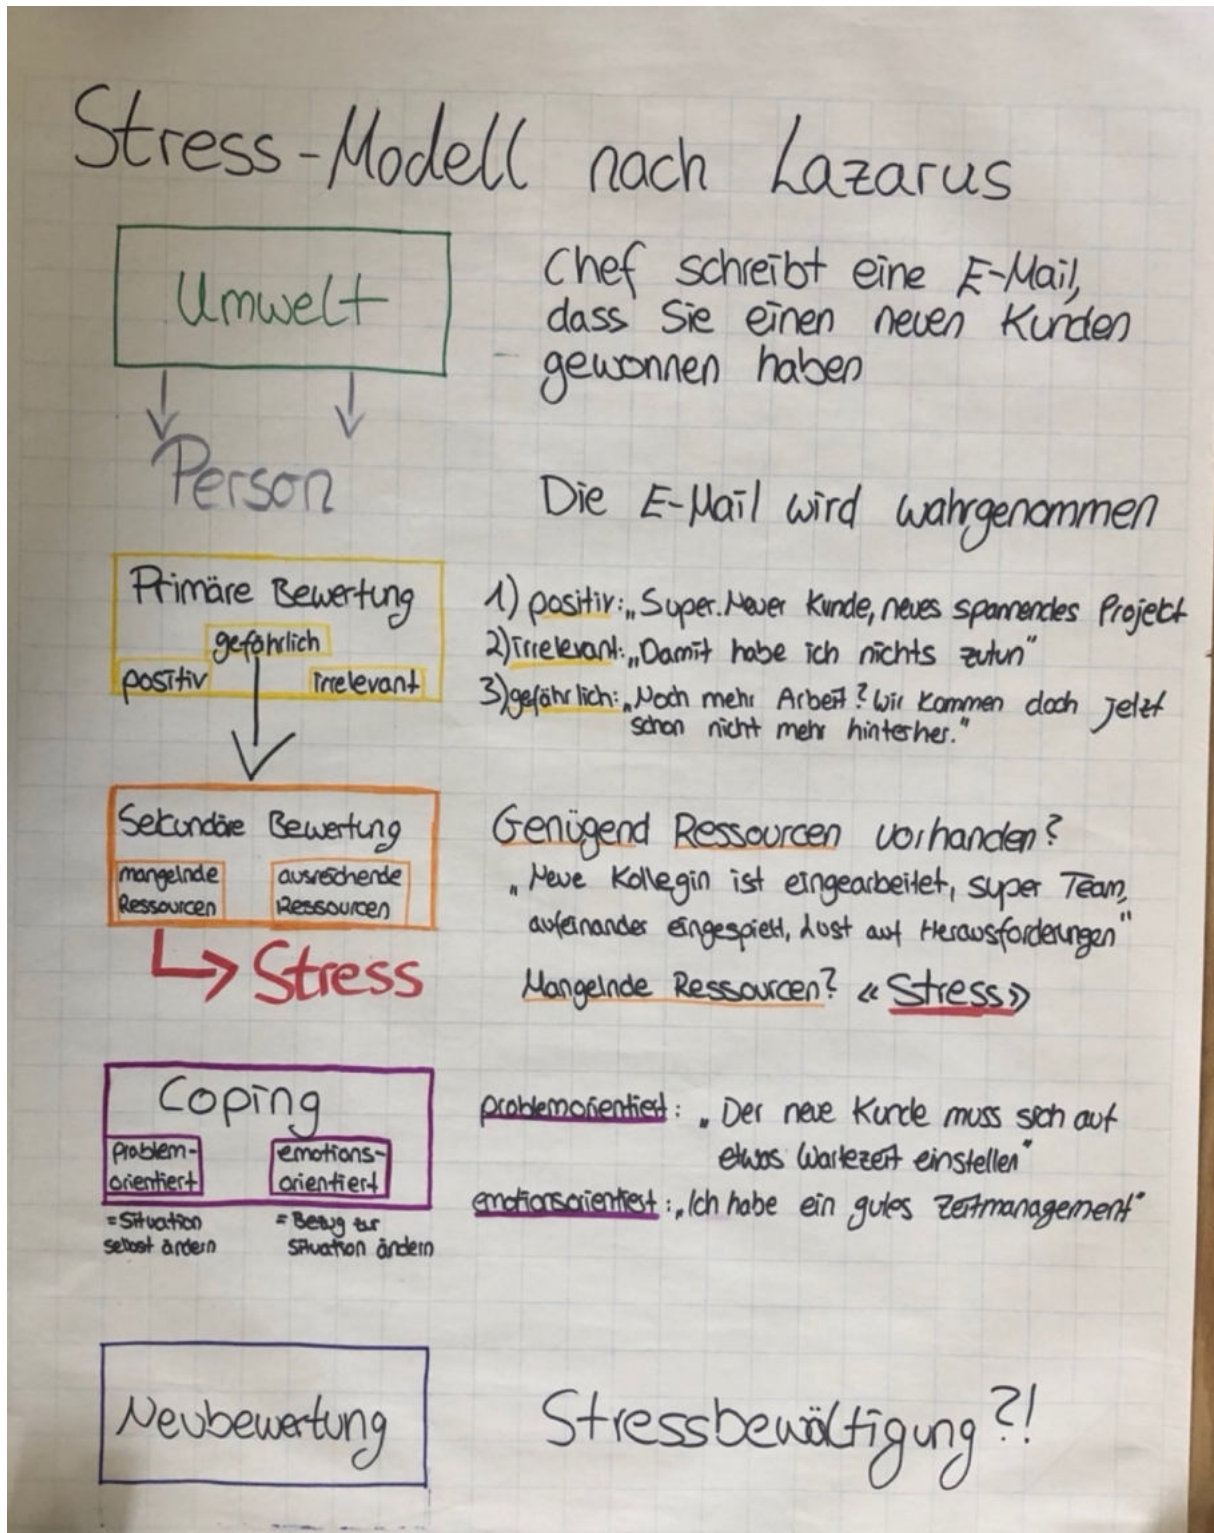 Stress-Modell nach Lazarus
Umwelt
Chef schreibt eine E-Mail,
dass Sie einen neuen Kunden
gewonnen haben
Person
Die E-Mail wird wahrgenommen
Primäre Bewertung
gefährlich
positiv
irrelevant
1) positiv: „Super. Neuer Kunde, neues spannendes Projekt
2) irrelevant: „Damit habe ich nichts zutun"
3) gefährlich: „Noch mehr Arbeit? Wir kommen doch jetzt
schon nicht mehr hinterher."
Sekundäre Bewertung
mangelnde
Ressourcen
ausreichende
Ressourcen
Stress
Genügend Ressourcen vorhanden?
„Neue Kollegin ist eingearbeitet, super Team,
aufeinander eingespielt, Lust auf Herausforderungen"
Mangelnde Ressourcen? «Stress»
Coping
problem-
orientiert
emotions-
orientiert
= Situation
selbst ändern
= Bezug zur
Situation ändern
problemorientiert: „Der neue Kunde muss sich auf
etwas Wartezeit einstellen"
emotionsorientiert: „Ich habe ein gutes Zeitmanagement"
Neubewertung
Stressbewältigung?!